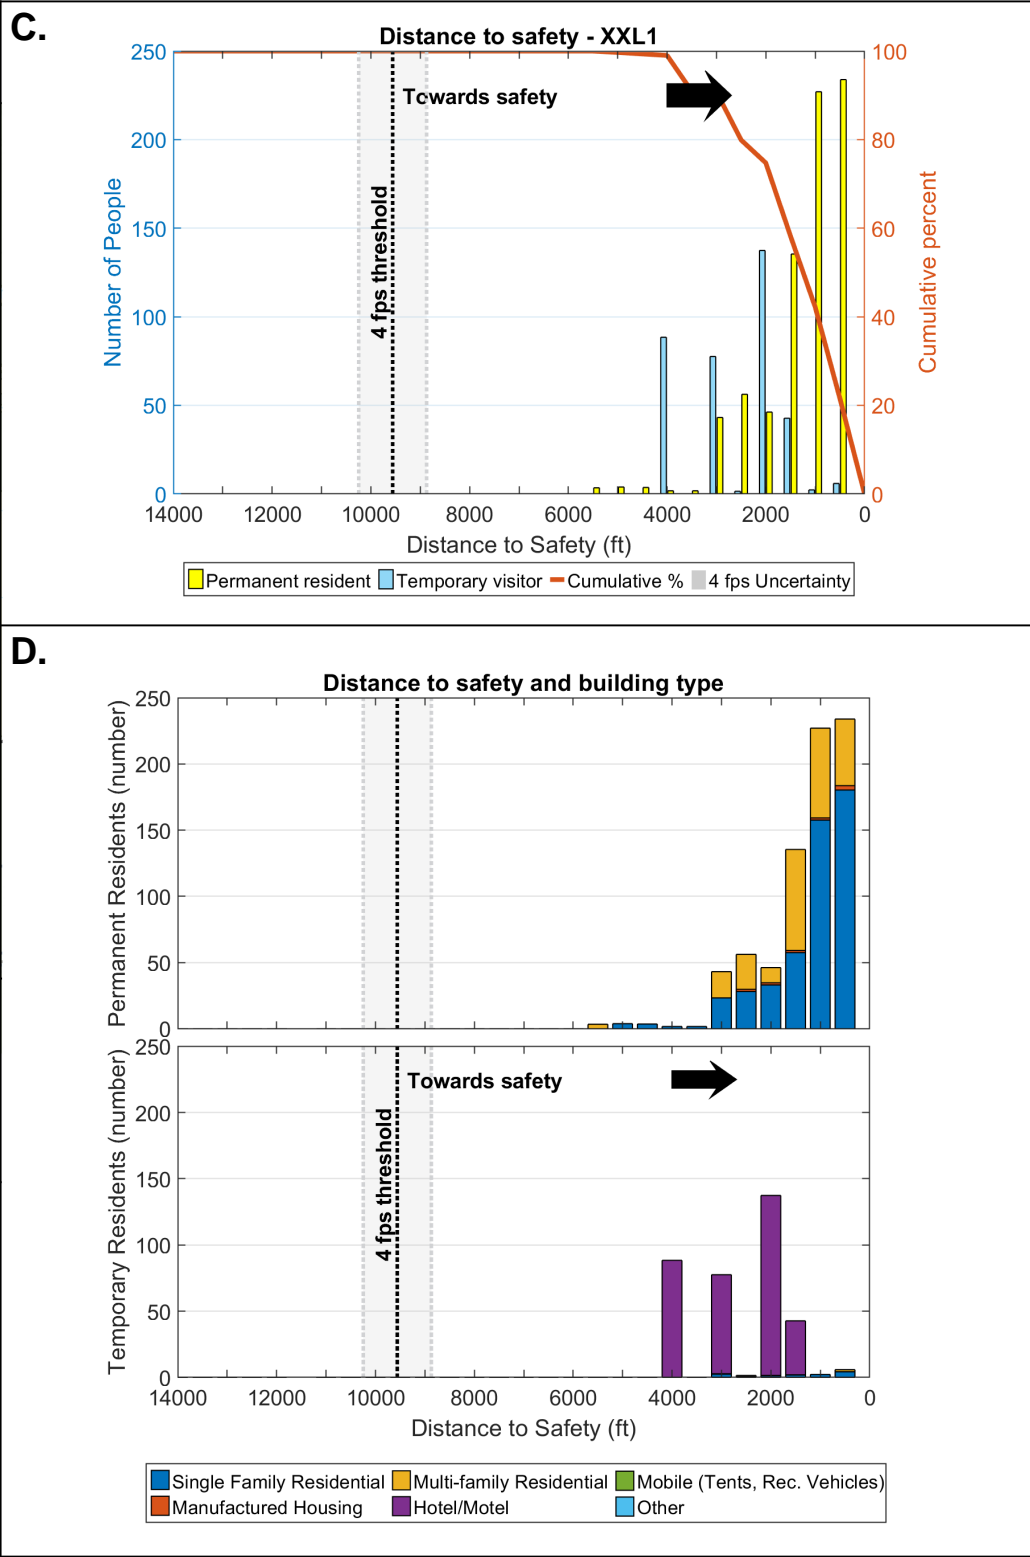 C.
Distance to safety - XXL1
250
200
150
100
50
0
Number of People
100
80
60
40
20
0
Cumulative percent
Towards safety
4 fps threshold
14000 12000 10000 8000 6000 4000 2000 0
Distance to Safety (ft)
Permanent resident Temporary visitor Cumulative % 4 fps Uncertainty
D.
Distance to safety and building type
250
200
150
100
50
0
Permanent Residents (number)
250
200
150
100
50
0
Temporary Residents (number)
Towards safety
4 fps threshold
14000 12000 10000 8000 6000 4000 2000 0
Distance to Safety (ft)
Single Family Residential Multi-family Residential Mobile (Tents, Rec. Vehicles)
Manufactured Housing Hotel/Motel Other